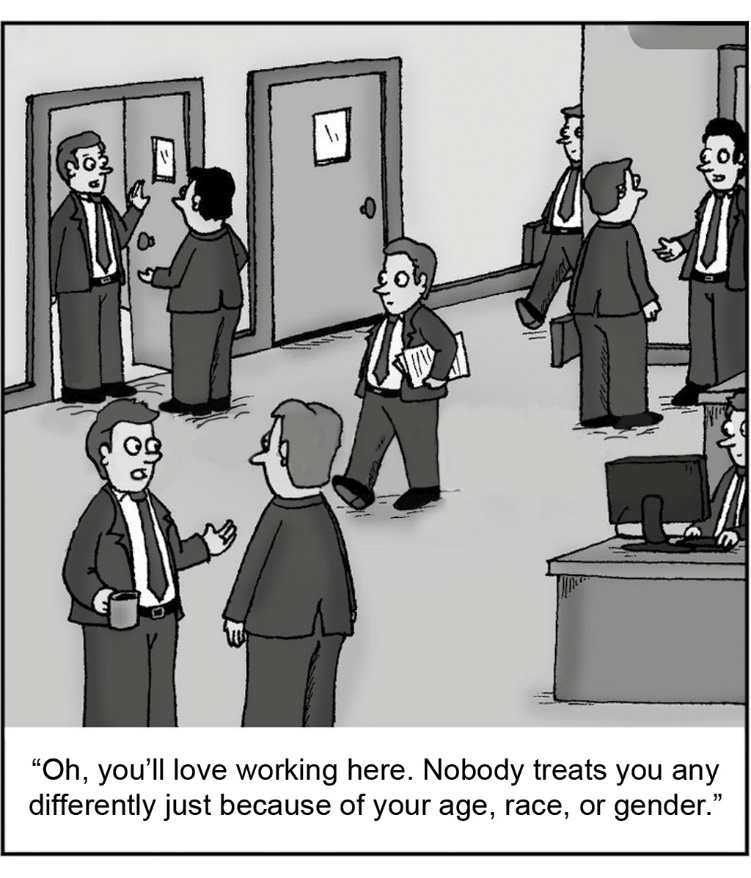 “Oh, you’ll love working here. Nobody treats you any
differently just because of your age, race, or gender.”